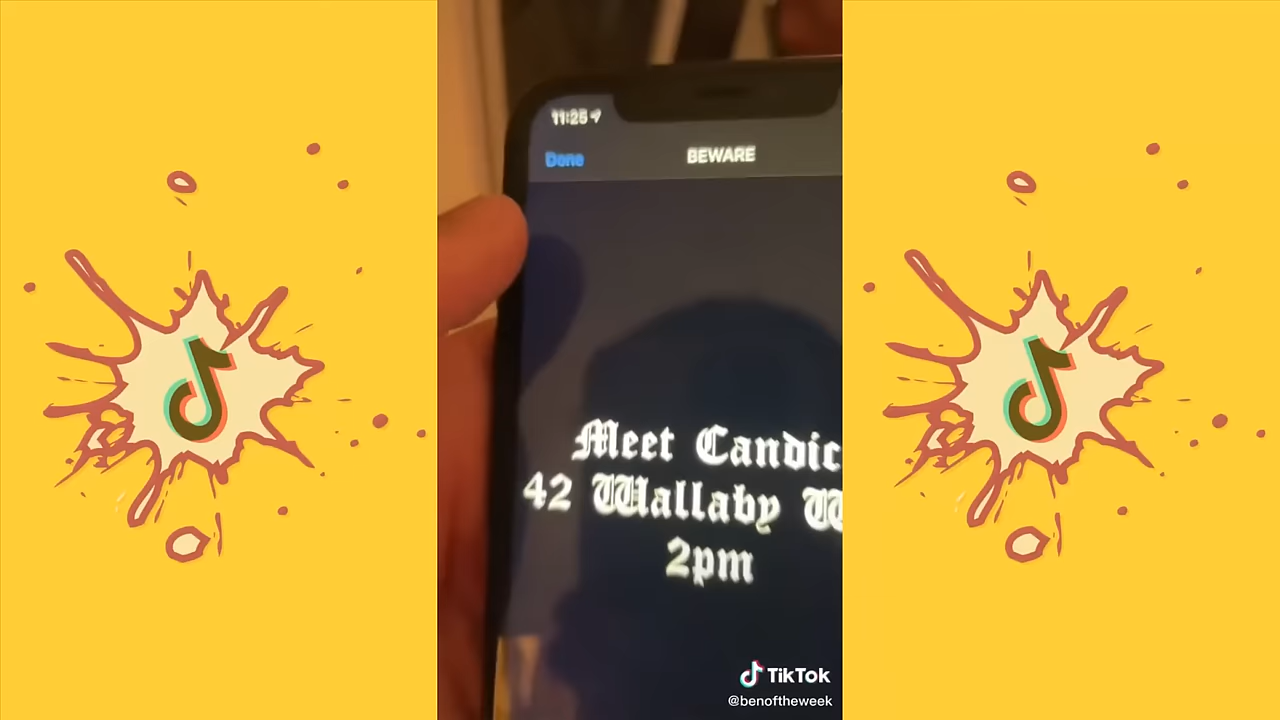 11:25
Done
BEWARE
Meet Candic
42 Wallaby W
2pm
TikTok
@benoftheweek